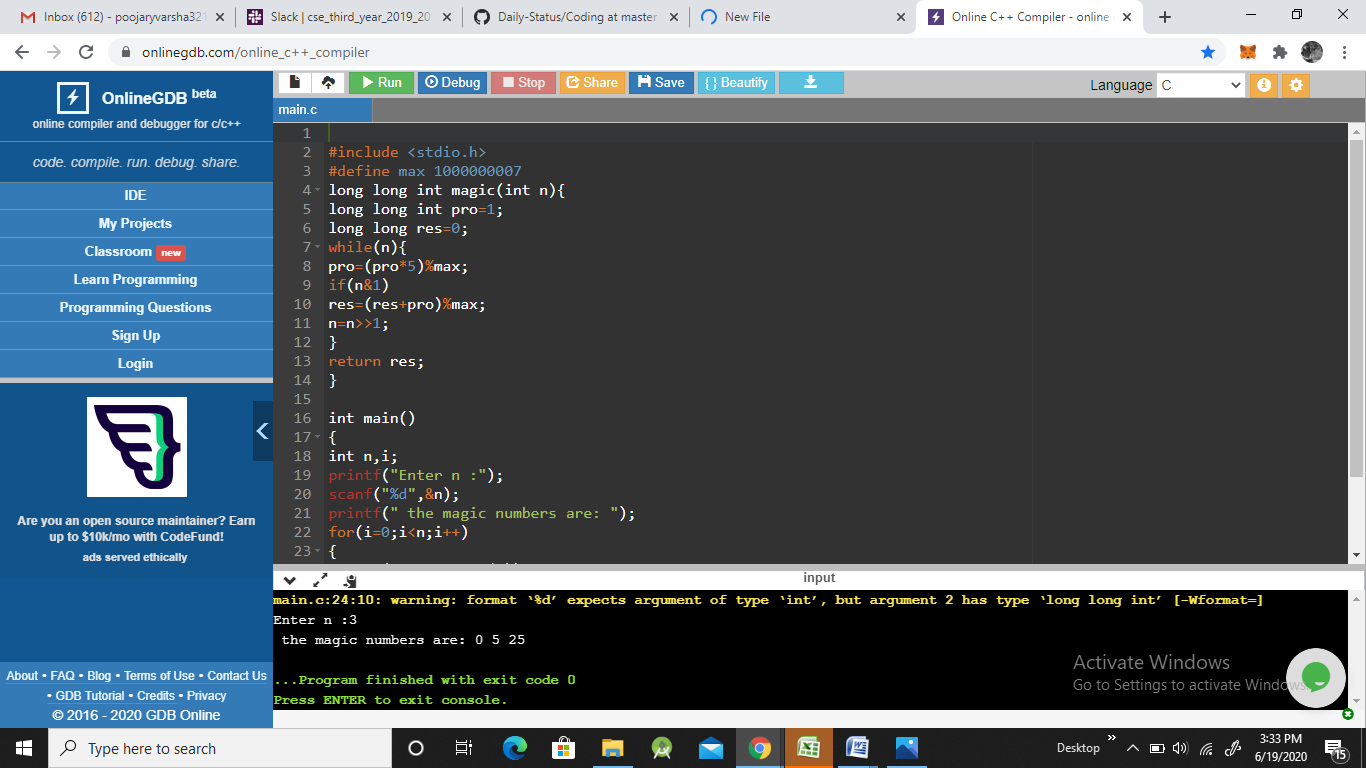 Inbox (612) - poojaryvarsha321
Slack | cse_third_year_2019_20
Daily-Status/Coding at master
New File
Online C++ Compiler - online
onlinegdb.com/online_c++_compiler
OnlineGDB beta
online compiler and debugger for c/c++
code. compile. run. debug. share.
IDE
My Projects
Classroom new
Learn Programming
Programming Questions
Sign Up
Login
Are you an open source maintainer? Earn
up to $10k/mo with CodeFund!
ads served ethically
About • FAQ • Blog • Terms of Use • Contact Us
• GDB Tutorial • Credits • Privacy
© 2016 - 2020 GDB Online
Run Debug Stop Share Save { } Beautify
Language C
main.c
1
2 #include <stdio.h>
3 #define max 1000000007
4 long long int magic(int n){
5 long long int pro=1;
6 long long res=0;
7 while(n){
8 pro=(pro*5)%max;
9 if(n&1)
10 res=(res+pro)%max;
11 n=n>>1;
12 }
13 return res;
14 }
15
16 int main()
17 {
18 int n,i;
19 printf("Enter n :");
20 scanf("%d",&n);
21 printf(" the magic numbers are: ");
22 for(i=0;i<n;i++)
23 {
input
main.c:24:10: warning: format ‘%d’ expects argument of type ‘int’, but argument 2 has type ‘long long int’ [-Wformat=]
Enter n :3
the magic numbers are: 0 5 25
...Program finished with exit code 0
Press ENTER to exit console.
Activate Windows
Go to Settings to activate Windows.
Type here to search
Desktop
3:33 PM
6/19/2020
15